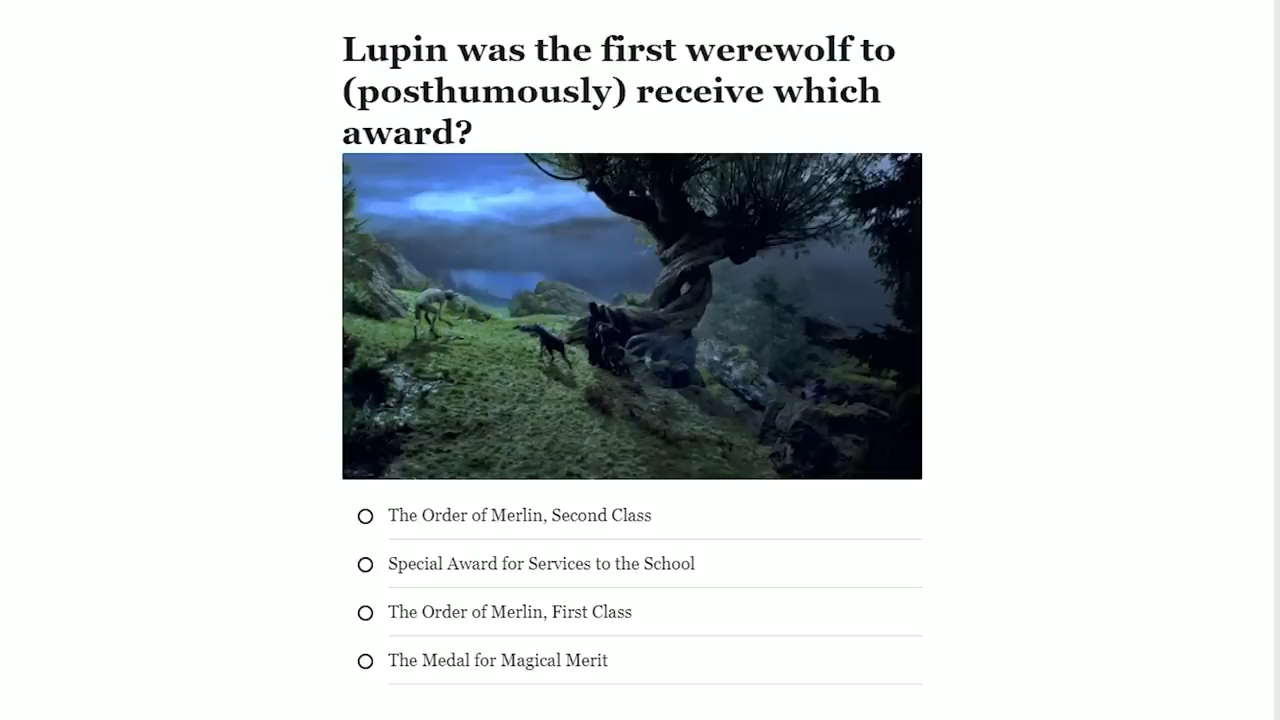 Lupin was the first werewolf to
(posthumously) receive which
award?
The Order of Merlin, Second Class
Special Award for Services to the School
The Order of Merlin, First Class
The Medal for Magical Merit